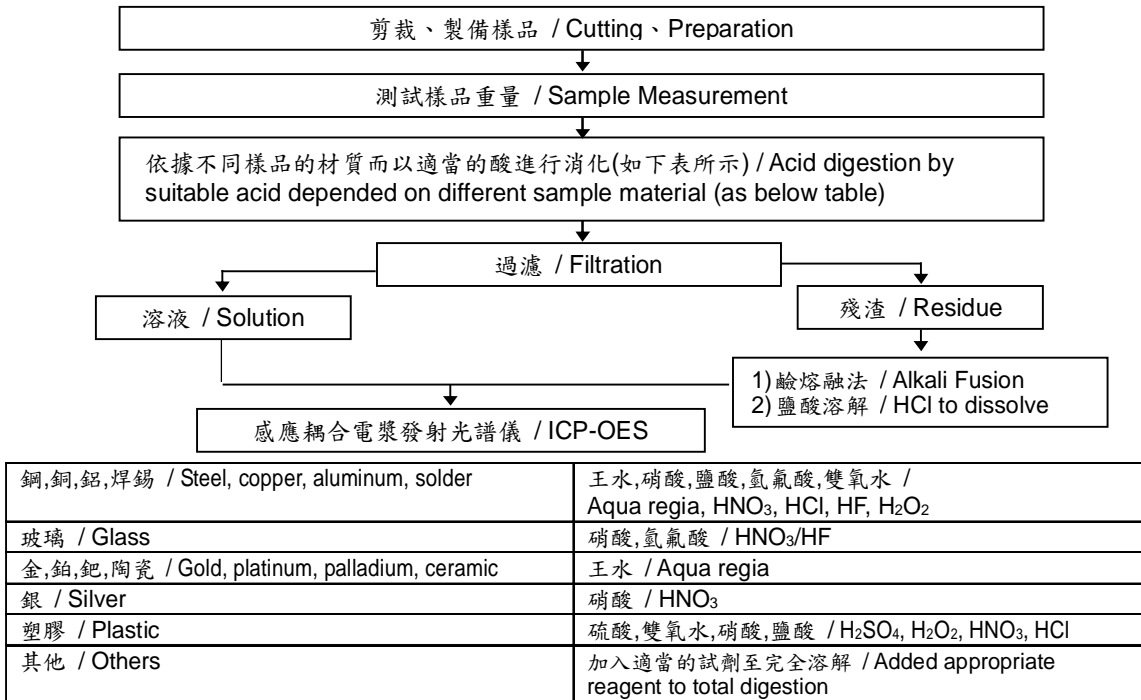 剪裁、製備樣品 / Cutting、Preparation
測試樣品重量 / Sample Measurement
依據不同樣品的材質而以適當的酸進行消化(如下表所示) / Acid digestion by
suitable acid depended on different sample material (as below table)
過濾 / Filtration
溶液 / Solution
殘渣 / Residue
1)鹼熔融法 / Alkali Fusion
2)鹽酸溶解 / HCl to dissolve
感應耦合電漿發射光譜儀 / ICP-OES
鋼,銅,鋁,焊錫 / Steel, copper, aluminum, solder
王水,硝酸,鹽酸,氫氟酸,雙氧水 /
Aqua regia, HNO₃, HCl, HF, H₂O₂
玻璃 / Glass
硝酸,氫氟酸 / HNO₃/HF
金,鉑,鈀,陶瓷 / Gold, platinum, palladium, ceramic
王水 / Aqua regia
銀 / Silver
硝酸 / HNO₃
塑膠 / Plastic
硫酸,雙氧水,硝酸,鹽酸 / H₂SO₄, H₂O₂, HNO₃, HCl
其他 / Others
加入適當的試劑至完全溶解 / Added appropriate
reagent to total digestion